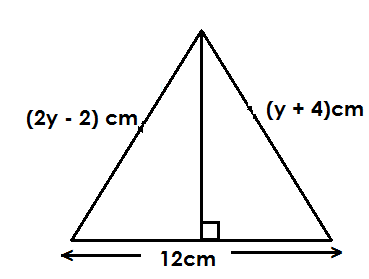 (2y - 2) cm
(y + 4)cm
12cm